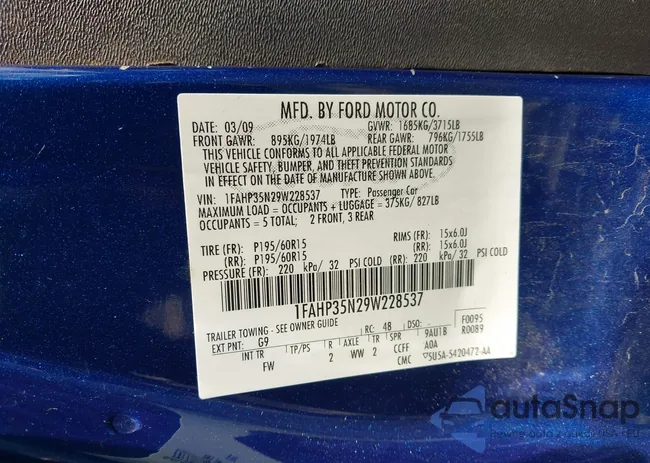 MFD. BY FORD MOTOR CO.
DATE: 03/09 GVWR: 1685KG/3715LB
FRONT GAWR: 895KG/1974LB REAR GAWR: 796KG/1755LB
THIS VEHICLE CONFORMS TO ALL APPLICABLE FEDERAL MOTOR
VEHICLE SAFETY, BUMPER, AND THEFT PREVENTION STANDARDS
IN EFFECT ON THE DATE OF MANUFACTURE SHOWN ABOVE.
VIN: 1FAHP35N29W228537 TYPE: Passenger Car
MAXIMUM LOAD = OCCUPANTS + LUGGAGE = 375KG/827LB
OCCUPANTS = 5 TOTAL; 2 FRONT, 3 REAR
TIRE (FR): P195/60R15 RIMS (FR): 15x6.0J
(RR): P195/60R15 (RR): 15x6.0J
PRESSURE (FR): 220 kPa/ 32 PSI COLD (RR): 220 kPa/ 32 PSI COLD
1FAHP35N29W228537
TRAILER TOWING - SEE OWNER GUIDE F0095
EXT PNT: G9 RC: 48 DSO: R0089
INT TR TP/PS R AXLE TR SPR 9AU1B
FW 2 WW 2 CCFF A0A
CMC 5U5A-5420472-AA
autoSnap